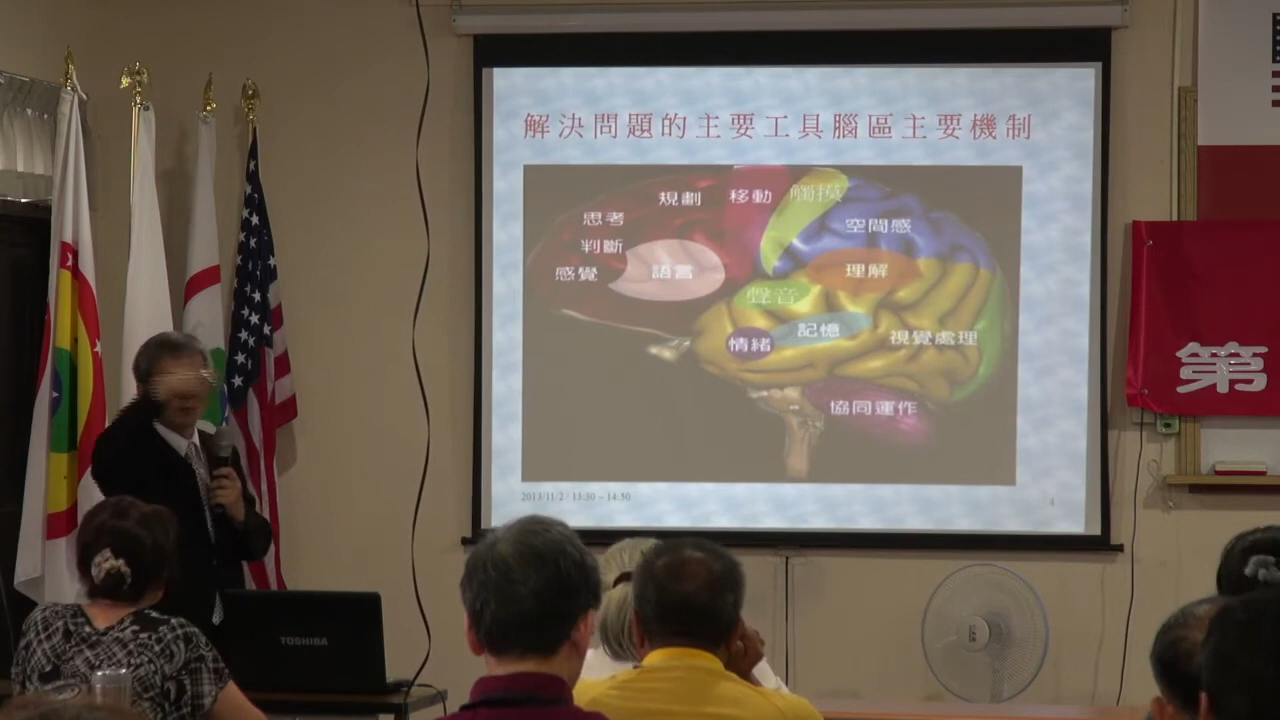 解決問題的主要工具腦區主要機制
規劃 移動 觸摸
思考
空間感
判斷
感覺 語言 理解
聲音
記憶
情緒 視覺處理
協同運作
2013/11/2 / 13:30 ~ 14:50
4
第
TOSHIBA